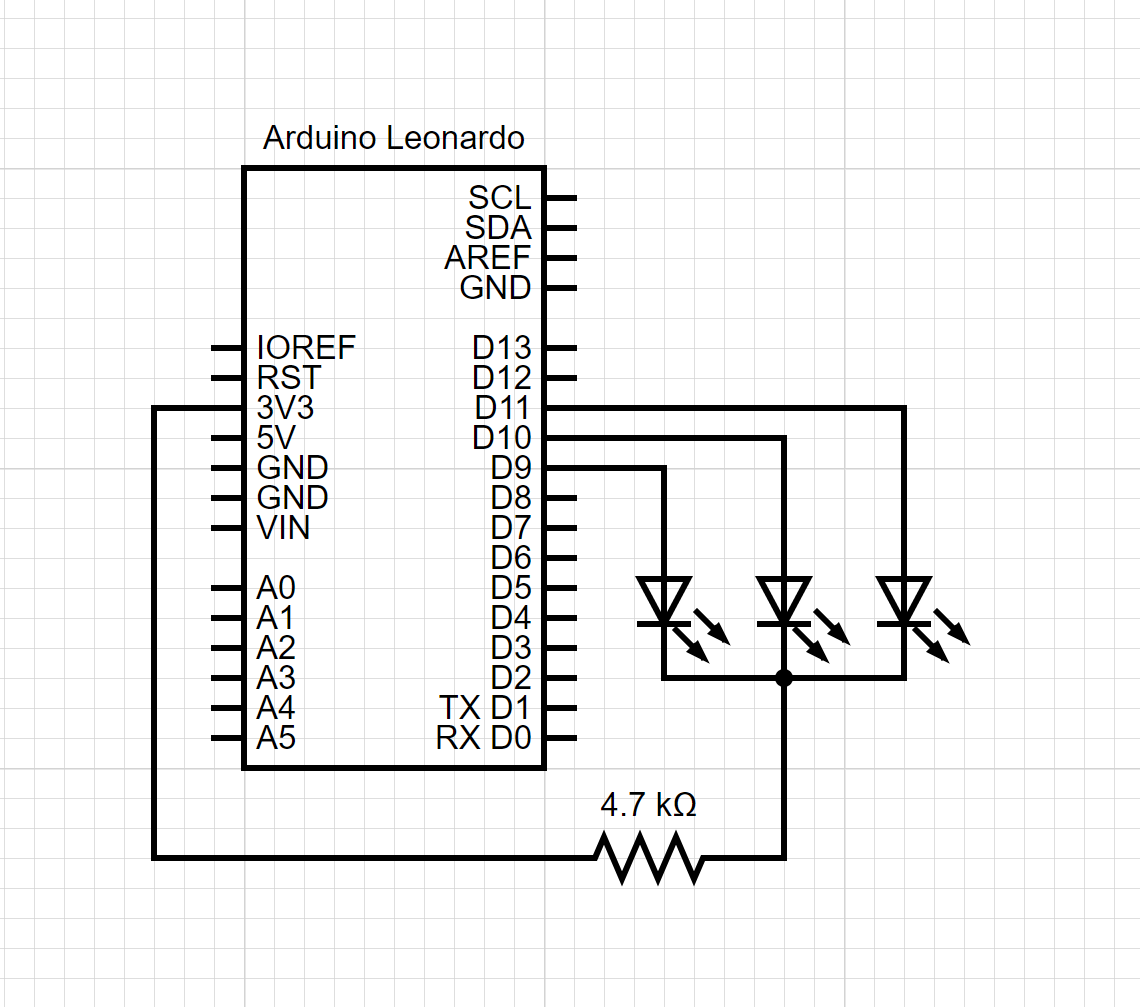 Arduino Leonardo
SCL
SDA
AREF
GND
IOREF
D13
RST
D12
3V3
D11
5V
D10
GND
D9
GND
D8
VIN
D7
D6
A0
D5
A1
D4
A2
D3
A3
D2
A4
TX D1
A5
RX D0
4.7 kΩ